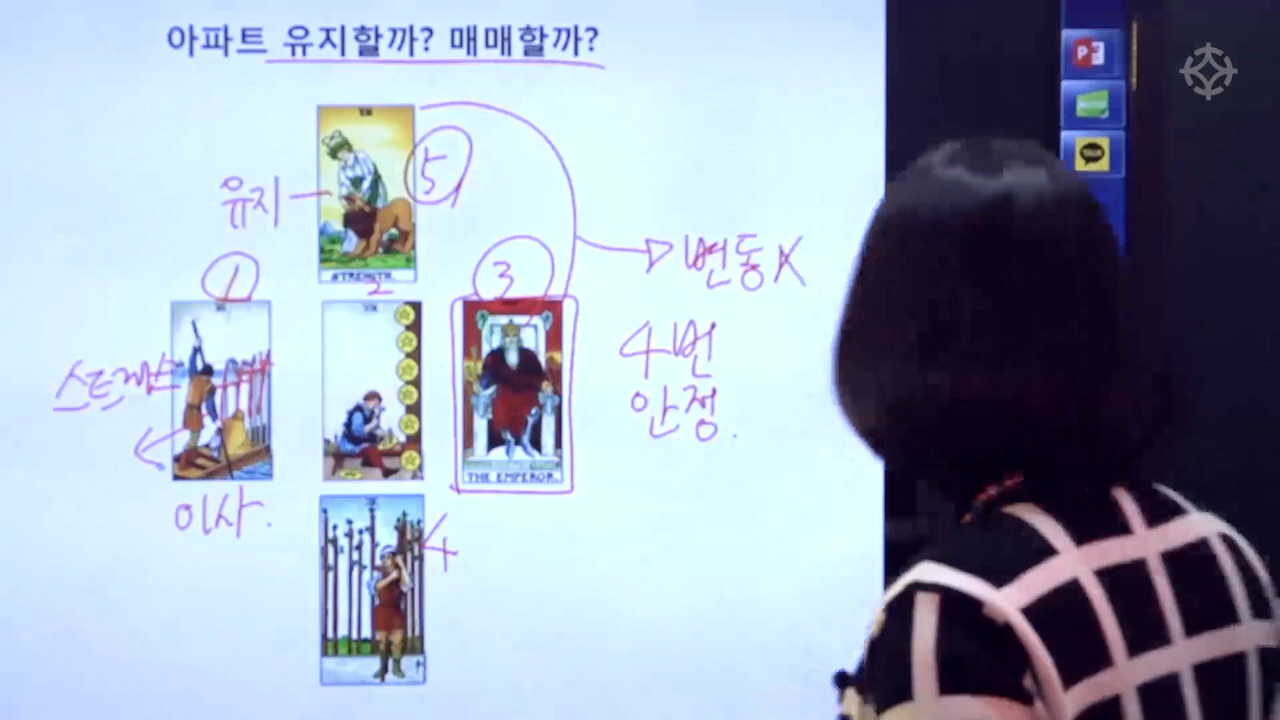 아파트 유지할까? 매매할까?
5
유지
변동 X
1
STRENGTH.
2
3
4번
안정.
스트레스
THE EMPEROR.
이사.
4